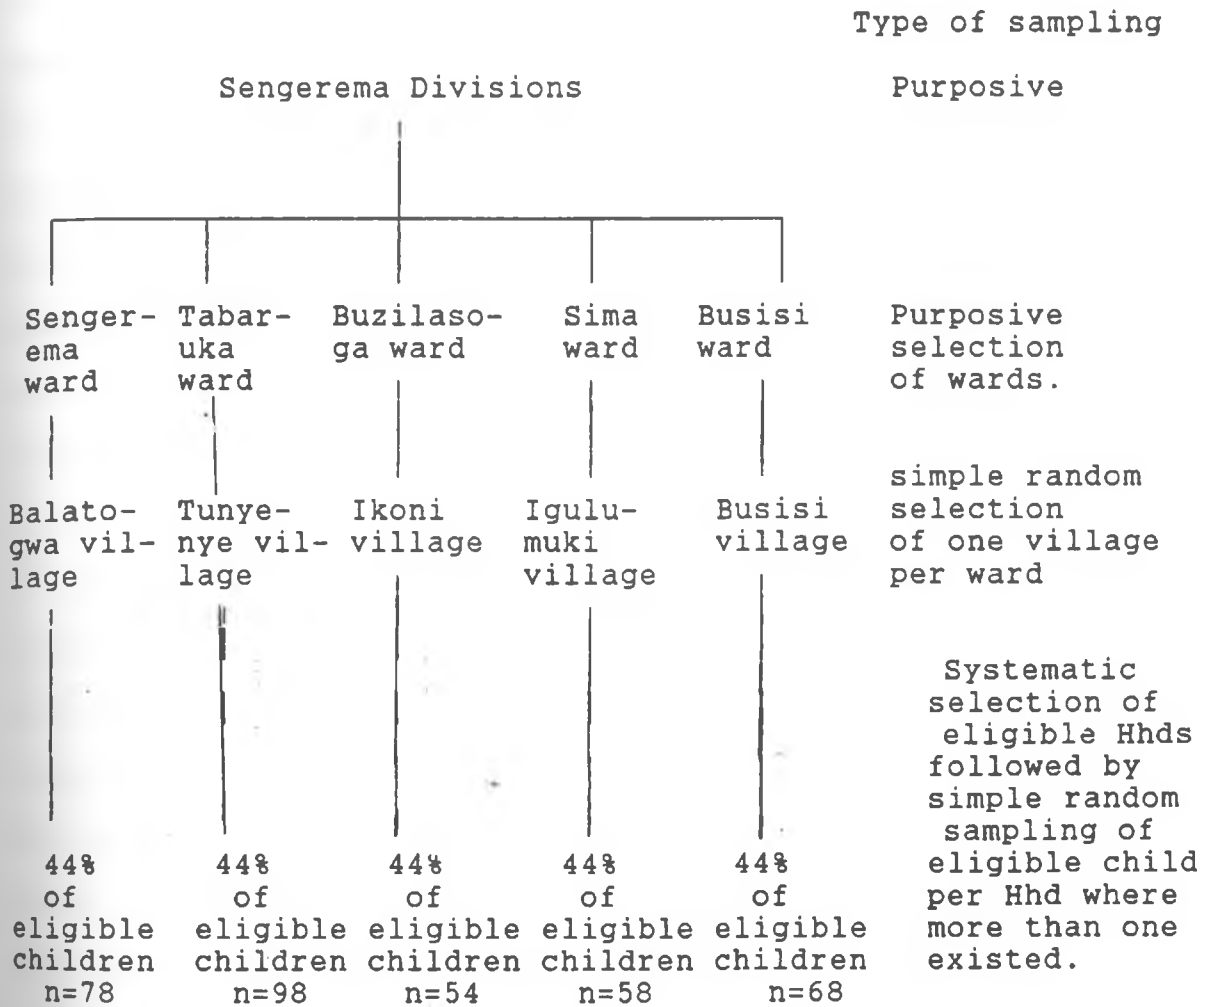 Type of sampling
Sengerema Divisions
Purposive
Senger-
ema
ward
Tabar-
uka
ward
Buzilaso-
ga ward
Sima
ward
Busisi
ward
Purposive
selection
of wards.
Balato-
gwa vil-
lage
Tunye-
nye vil-
lage
Ikoni
village
Igulu-
muki
village
Busisi
village
simple random
selection
of one village
per ward
44%
of
eligible
children
n=78
44%
of
eligible
children
n=98
44%
of
eligible
children
n=54
44%
of
eligible
children
n=58
44%
of
eligible
children
n=68
Systematic
selection of
eligible Hhds
followed by
simple random
sampling of
eligible child
per Hhd where
more than one
existed.